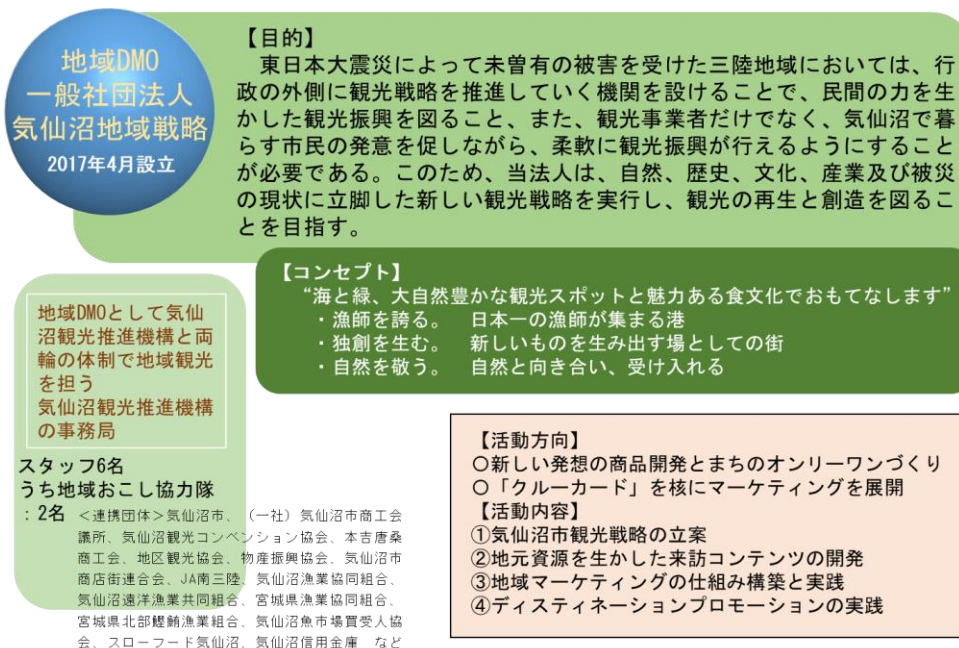 地域DMO
一般社団法人
気仙沼地域戦略
2017年4月設立
【目的】
　東日本大震災によって未曽有の被害を受けた三陸地域においては、行
政の外側に観光戦略を推進していく機関を設けることで、民間の力を生
かした観光振興を図ること、また、観光事業者だけでなく、気仙沼で暮
らす市民の発意を促しながら、柔軟に観光振興が行えるようにすること
が必要である。このため、当法人は、自然、歴史、文化、産業及び被災
の現状に立脚した新しい観光戦略を実行し、観光の再生と創造を図るこ
とを目指す。
【コンセプト】
“海と緑、大自然豊かな観光スポットと魅力ある食文化でおもてなします”
・漁師を誇る。　日本一の漁師が集まる港
・独創を生む。　新しいものを生み出す場としての街
・自然を敬う。　自然と向き合い、受け入れる
地域DMOとして気仙
沼観光推進機構と両
輪の体制で地域観光
を担う
気仙沼観光推進機構
の事務局
スタッフ6名
うち地域おこし協力隊
：2名
＜連携団体＞気仙沼市、（一社）気仙沼市商工会
議所、気仙沼観光コンベンション協会、本吉唐桑
商工会、地区観光協会、物産振興協会、気仙沼市
商店街連合会、JA南三陸、気仙沼漁業協同組合、
気仙沼遠洋漁業共同組合、宮城県漁業協同組合、
宮城県北部鰹鮪漁業組合、気仙沼魚市場買受人協
会、スローフード気仙沼、気仙沼信用金庫　など
【活動方向】
〇新しい発想の商品開発とまちのオンリーワンづくり
〇「クルーカード」を核にマーケティングを展開
【活動内容】
①気仙沼市観光戦略の立案
②地元資源を生かした来訪コンテンツの開発
③地域マーケティングの仕組み構築と実践
④ディスティネーションプロモーションの実践